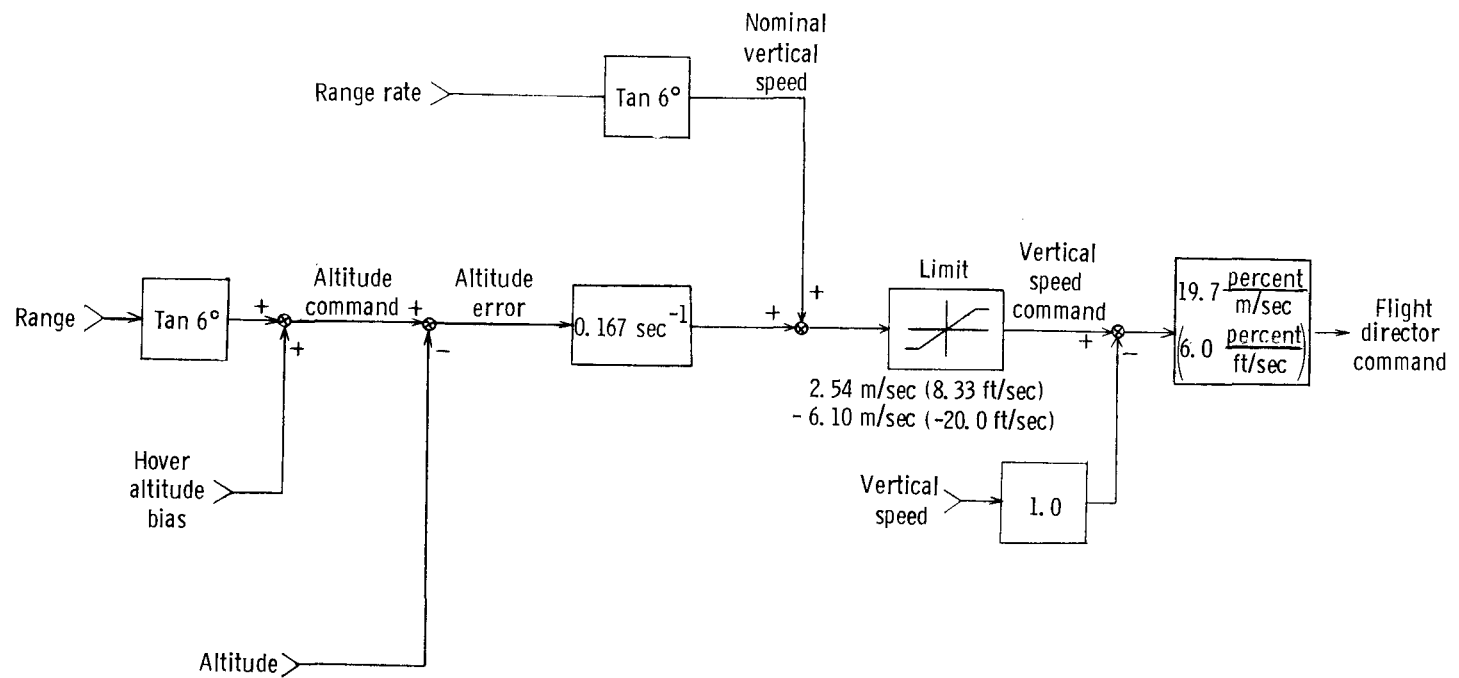 Nominal
vertical
speed
Range rate
Tan 6°
Range
Tan 6°
+
+
Altitude
command
+
−
Altitude
error
0.167 sec⁻¹
+
+
Limit
2.54 m/sec (8.33 ft/sec)
- 6.10 m/sec (-20.0 ft/sec)
Vertical
speed
command
+
−
19.7 percent/m/sec
(6.0 percent/ft/sec)
Flight
director
command
Hover
altitude
bias
Vertical
speed
1.0
Altitude